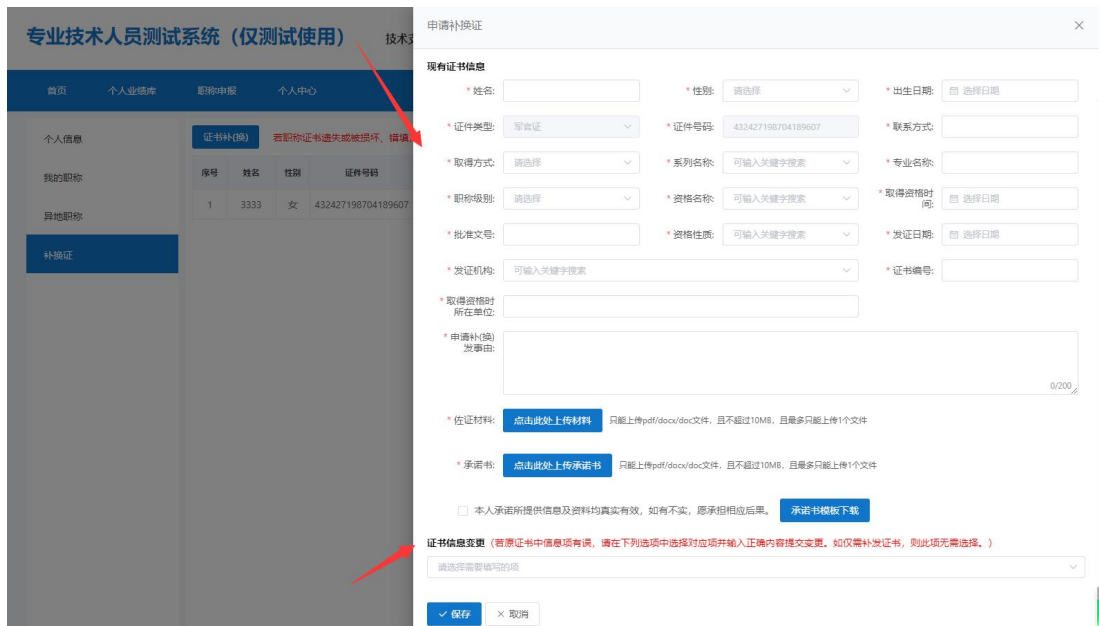 专业技术人员测试系统（仅测试使用） 技术支
首页 个人业绩库 职称申报 个人中心
个人信息
我的职称
异地职称
补换证
证书补(换) 若职称证书遗失或被损坏、错填
序号 姓名 性别 证件号码
1 3333 女 432427198704189607
申请补换证
现有证书信息
* 姓名: * 性别: 请选择 * 出生日期: 选择日期
* 证件类型: 军官证 * 证件号码: 432427198704189607 * 联系方式:
* 取得方式: 请选择 * 系列名称: 可输入关键字搜索 * 专业名称:
* 职称级别: 请选择 * 资格名称: 可输入关键字搜索 * 取得资格时
间: 选择日期
* 批准文号: * 资格性质: 可输入关键字搜索 * 发证日期: 选择日期
* 发证机构: 可输入关键字搜索 * 证书编号:
* 取得资格时
所在单位:
* 申请补(换)
发事由:
0/200
* 佐证材料: 点击此处上传材料 只能上传pdf/docx/doc文件，且不超过10MB，且最多只能上传1个文件
* 承诺书: 点击此处上传承诺书 只能上传pdf/docx/doc文件，且不超过10MB，且最多只能上传1个文件
本人承诺所提供信息及资料均真实有效，如有不实，愿承担相应后果。 承诺书模板下载
证书信息变更（若原证书中信息项有误，请在下列选项中选择对应项并输入正确内容提交变更。如仅需补发证书，则此项无需选择。）
请选择需要填写的项
保存 取消